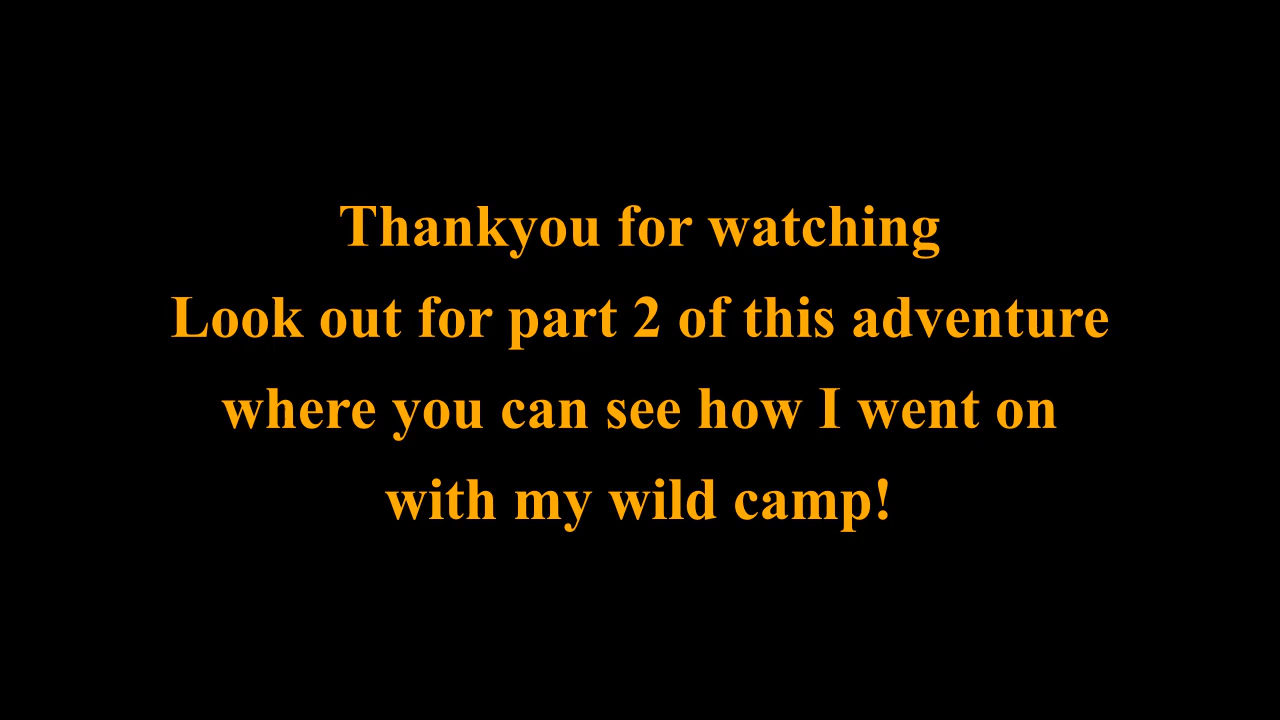 Thankyou for watching
Look out for part 2 of this adventure
where you can see how I went on
with my wild camp!